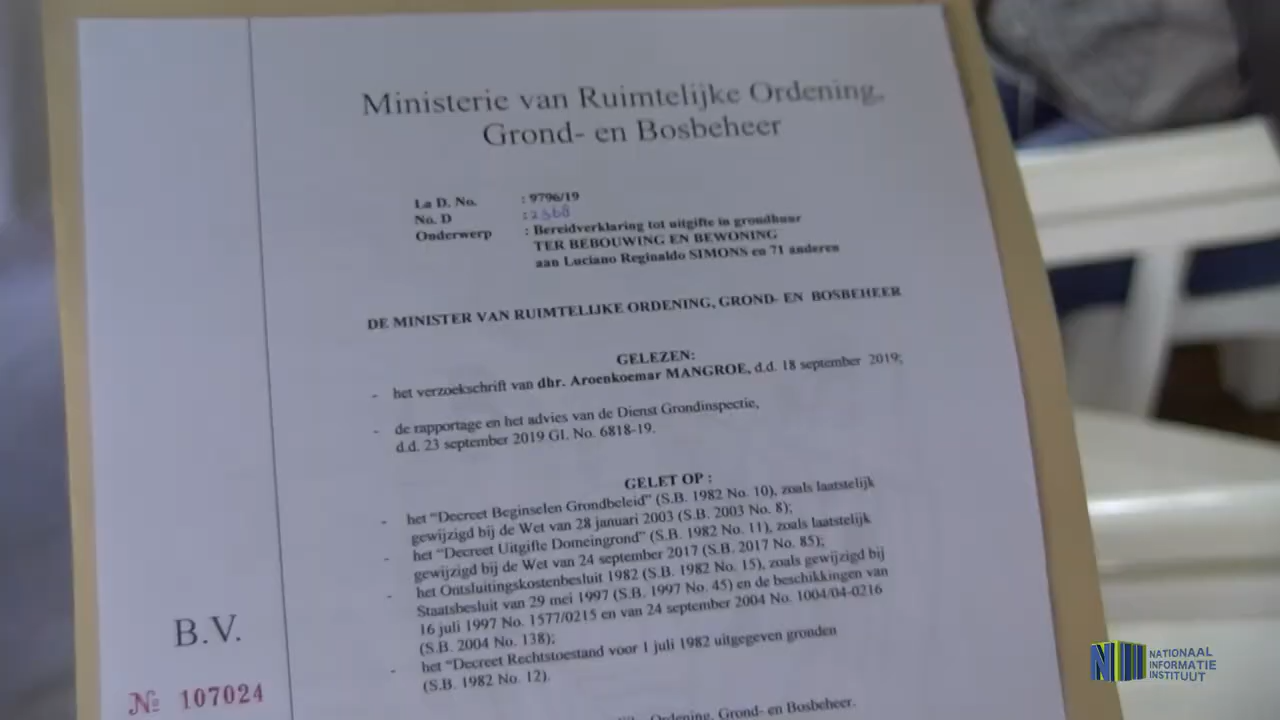 Ministerie van Ruimtelijke Ordening,
Grond- en Bosbeheer
La D. No. : 9796/19
No. D : 2368
Onderwerp : Bereidverklaring tot uitgifte in grondhuur
TER BEBOUWING EN BEWONING
aan Luciano Reginaldo SIMONS en 71 anderen
DE MINISTER VAN RUIMTELIJKE ORDENING, GROND- EN BOSBEHEER
GELEZEN:
- het verzoekschrift van dhr. Aroenkoemar MANGROE, d.d. 18 september 2019;
- de rapportage en het advies van de Dienst Grondinspectie,
d.d. 23 september 2019 GI. No. 6818-19.
GELET OP :
- het “Decreet Beginselen Grondbeleid” (S.B. 1982 No. 10), zoals laatstelijk
gewijzigd bij de Wet van 28 januari 2003 (S.B. 2003 No. 8);
- het “Decreet Uitgifte Domeingrond” (S.B. 1982 No. 11), zoals laatstelijk
gewijzigd bij de Wet van 24 september 2017 (S.B. 2017 No. 85);
- het Ontsluitingskostenbesluit 1982 (S.B. 1982 No. 15), zoals gewijzigd bij
Staatsbesluit van 29 mei 1997 (S.B. 1997 No. 45) en de beschikkingen van
16 juli 1997 No. 1577/0215 en van 24 september 2004 No. 1004/04-0216
(S.B. 2004 No. 138);
- het “Decreet Rechtstoestand voor 1 juli 1982 uitgegeven gronden
(S.B. 1982 No. 12).
Ordening, Grond- en Bosbeheer.
B.V.
№ 107024
NATIONAAL
INFORMATIE
INSTITUUT